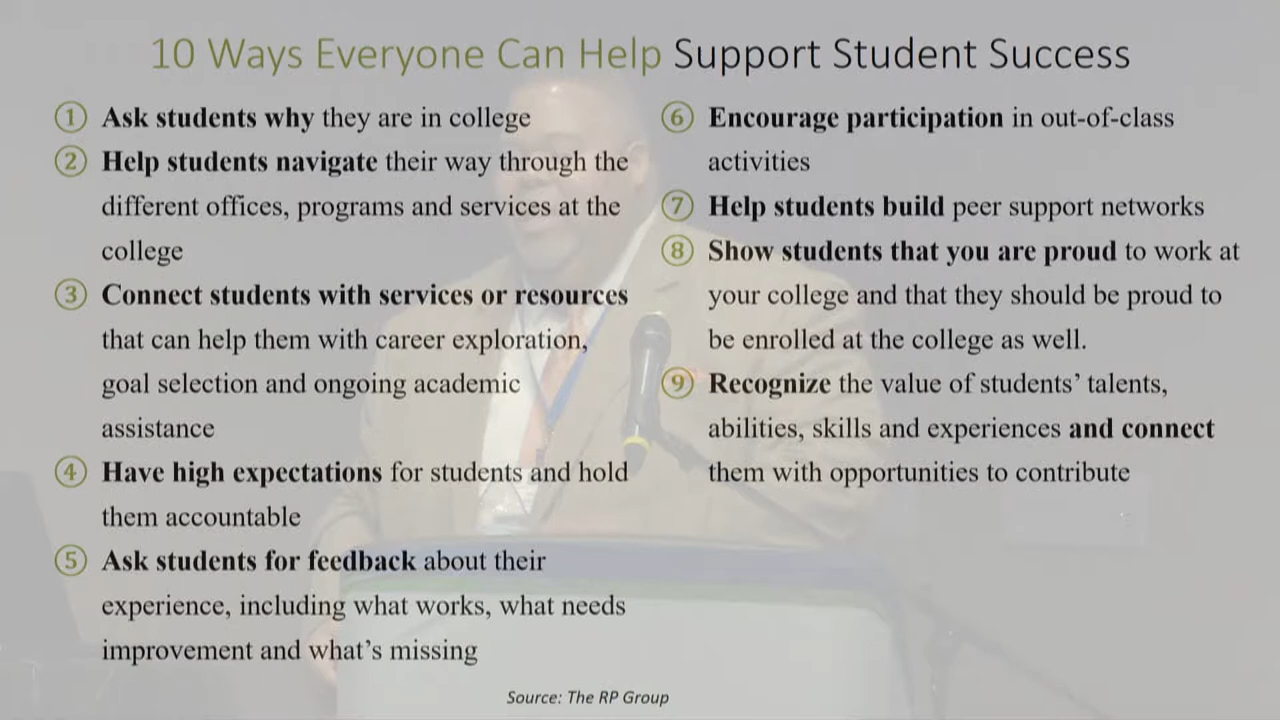 10 Ways Everyone Can Help Support Student Success
① Ask students why they are in college
② Help students navigate their way through the
different offices, programs and services at the
college
③ Connect students with services or resources
that can help them with career exploration,
goal selection and ongoing academic
assistance
④ Have high expectations for students and hold
them accountable
⑤ Ask students for feedback about their
experience, including what works, what needs
improvement and what’s missing
⑥ Encourage participation in out-of-class
activities
⑦ Help students build peer support networks
⑧ Show students that you are proud to work at
your college and that they should be proud to
be enrolled at the college as well.
⑨ Recognize the value of students’ talents,
abilities, skills and experiences and connect
them with opportunities to contribute
Source: The RP Group